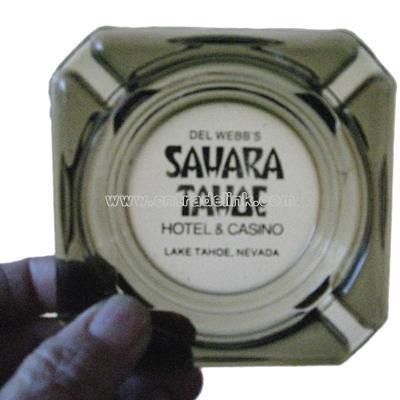 DEL WEBB'S
SAHARA
TAHOE
HOTEL & CASINO
LAKE TAHOE, NEVADA